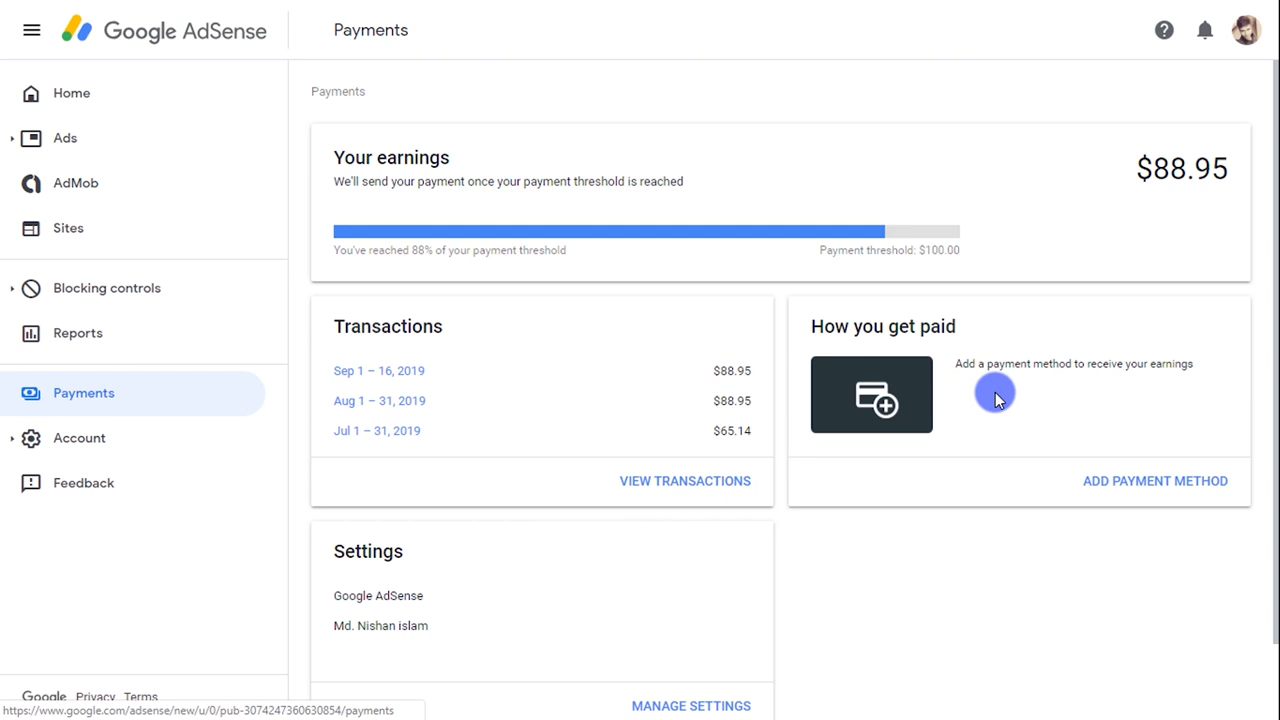 Google AdSense
Payments
Home
Ads
AdMob
Sites
Blocking controls
Reports
Payments
Account
Feedback
Google Privacy Terms
https://www.google.com/adsense/new/u/0/pub-3074247360630854/payments
Payments
Your earnings
$88.95
We'll send your payment once your payment threshold is reached
You've reached 88% of your payment threshold
Payment threshold: $100.00
Transactions
Sep 1 – 16, 2019 $88.95
Aug 1 – 31, 2019 $88.95
Jul 1 – 31, 2019 $65.14
VIEW TRANSACTIONS
How you get paid
Add a payment method to receive your earnings
ADD PAYMENT METHOD
Settings
Google AdSense
Md. Nishan islam
MANAGE SETTINGS